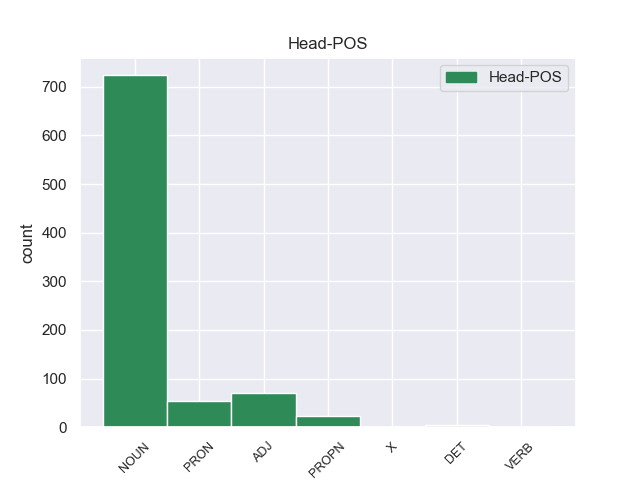 Head-POS
Head-POS
700
600
500
400
300
200
100
0
count
NOUN
PRON
ADJ
PROPN
X
DET
VERB